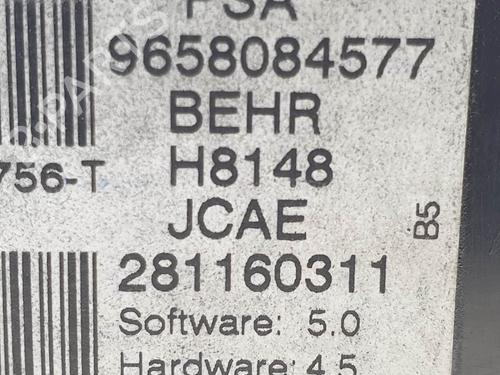 PSA
9658084577
BEHR
756-T H8148
JCAE
B5
281160311
Software: 5.0
Hardware: 4.5